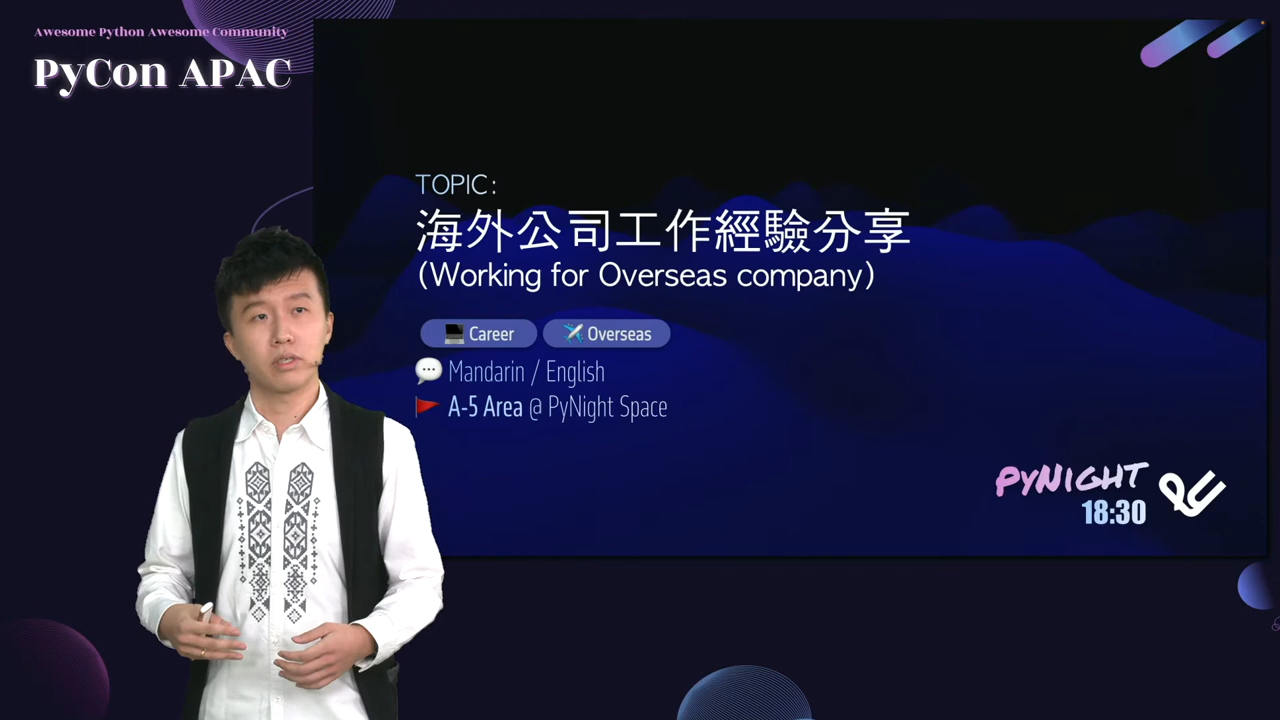 Awesome Python Awesome Community
PyCon APAC
TOPIC:
海外公司工作經驗分享
(Working for Overseas company)
Career
Overseas
Mandarin / English
A-5 Area @ PyNight Space
PYNIGHT
18:30